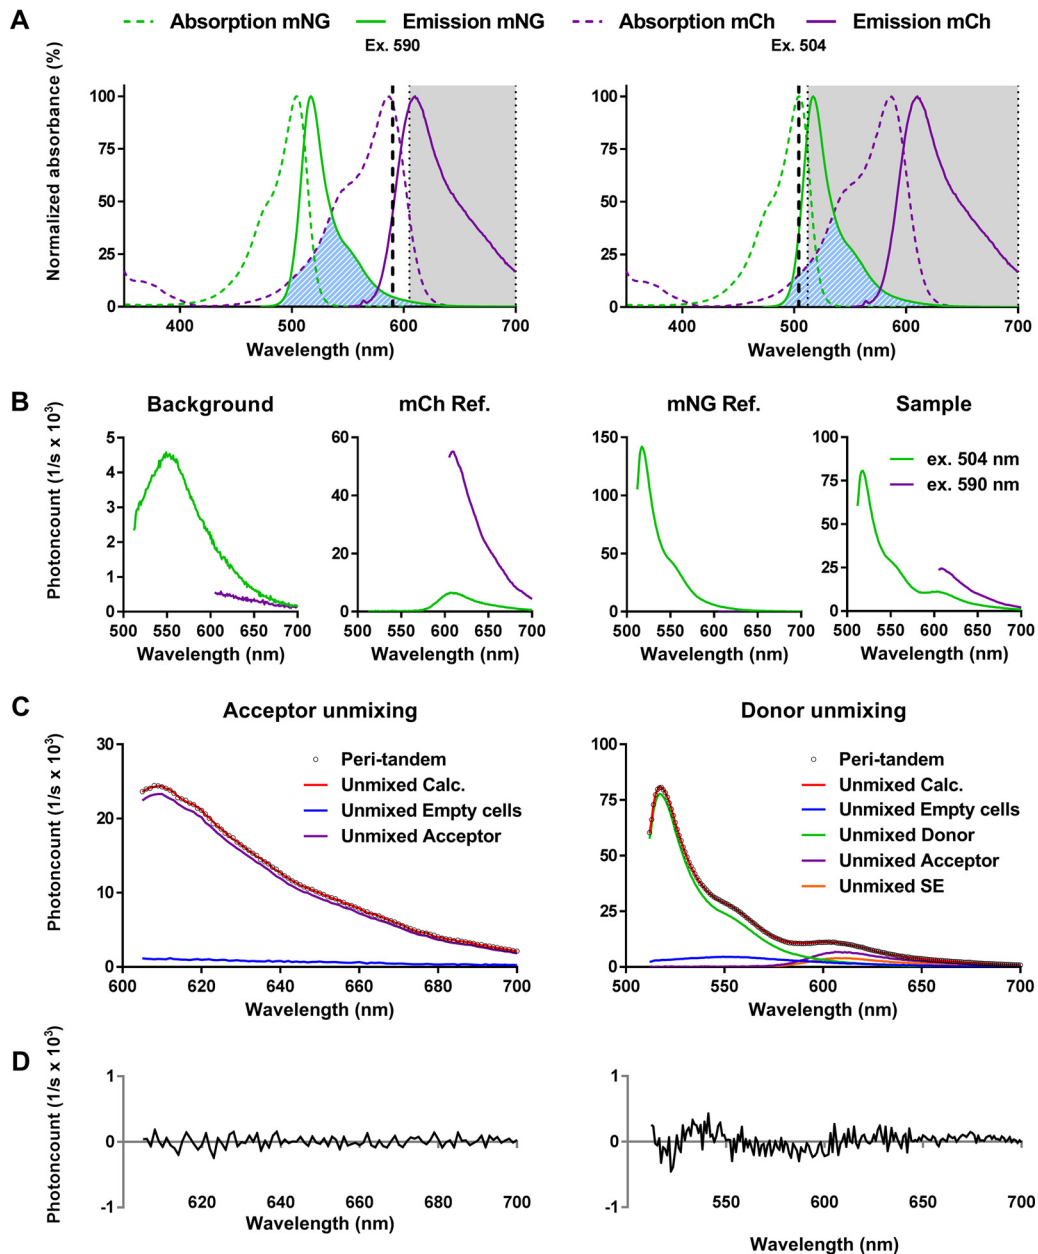 A
Absorption mNG
Emission mNG
Absorption mCh
Emission mCh
Ex. 590
Ex. 504
Normalized absorbance (%)
100
75
50
25
0
400
500
600
700
Wavelength (nm)
100
75
50
25
0
400
500
600
700
Wavelength (nm)
B
Photoncount (1/s x 10³)
Background
5
4
3
2
1
0
500
550
600
650
700
Wavelength (nm)
mCh Ref.
60
40
20
0
500
550
600
650
700
Wavelength (nm)
mNG Ref.
150
100
50
0
500
550
600
650
700
Wavelength (nm)
Sample
ex. 504 nm
ex. 590 nm
100
75
50
25
0
500
550
600
650
700
Wavelength (nm)
C
Photoncount (1/s x 10³)
Acceptor unmixing
30
20
10
0
Peri-tandem
Unmixed Calc.
Unmixed Empty cells
Unmixed Acceptor
600
620
640
660
680
700
Wavelength (nm)
Donor unmixing
100
75
50
25
0
Peri-tandem
Unmixed Calc.
Unmixed Empty cells
Unmixed Donor
Unmixed Acceptor
Unmixed SE
500
550
600
650
700
Wavelength (nm)
D
Photoncount (1/s x 10³)
1
0
-1
620
640
660
680
700
Wavelength (nm)
1
0
-1
550
600
650
700
Wavelength (nm)